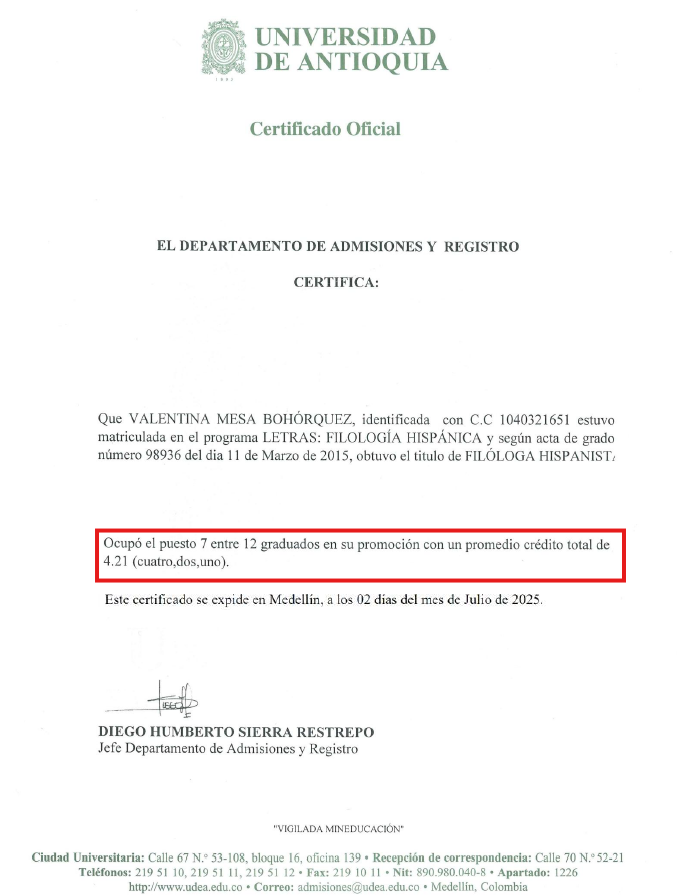 UNIVERSIDAD
DE ANTIOQUIA
1803
Certificado Oficial
EL DEPARTAMENTO DE ADMISIONES Y REGISTRO
CERTIFICA:
Que VALENTINA MESA BOHÓRQUEZ, identificada con C.C 1040321651 estuvo
matriculada en el programa LETRAS: FILOLOGÍA HISPÁNICA y según acta de grado
número 98936 del dia 11 de Marzo de 2015, obtuvo el titulo de FILÓLOGA HISPANIST
Ocupó el puesto 7 entre 12 graduados en su promoción con un promedio crédito total de
4.21 (cuatro,dos,uno).
Este certificado se expide en Medellín, a los 02 días del mes de Julio de 2025.
DIEGO HUMBERTO SIERRA RESTREPO
Jefe Departamento de Admisiones y Registro
"VIGILADA MINEDUCACIÓN"
Ciudad Universitaria: Calle 67 N.º 53-108, bloque 16, oficina 139 • Recepción de correspondencia: Calle 70 N.º 52-21
Teléfonos: 219 51 10, 219 51 11, 219 51 12 • Fax: 219 10 11 • Nit: 890.980.040-8 • Apartado: 1226
http://www.udea.edu.co • Correo: admisiones@udea.edu.co • Medellín, Colombia